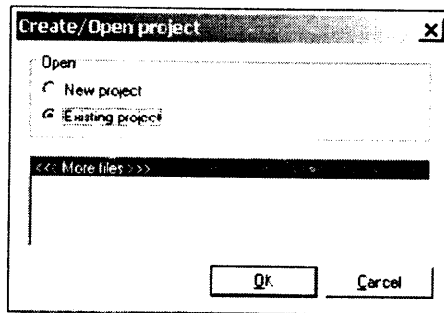 Create/Open project
Open
New project
Existing project
<<< More files >>>
OK
Cancel